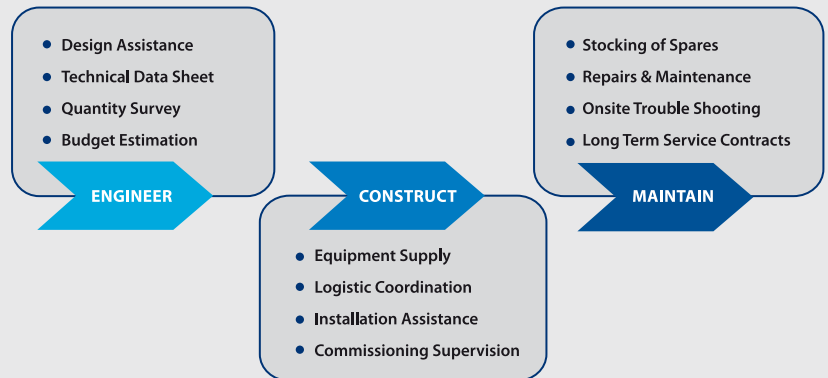 Design Assistance
Technical Data Sheet
Quantity Survey
Budget Estimation
ENGINEER
CONSTRUCT
Equipment Supply
Logistic Coordination
Installation Assistance
Commissioning Supervision
Stocking of Spares
Repairs & Maintenance
Onsite Trouble Shooting
Long Term Service Contracts
MAINTAIN